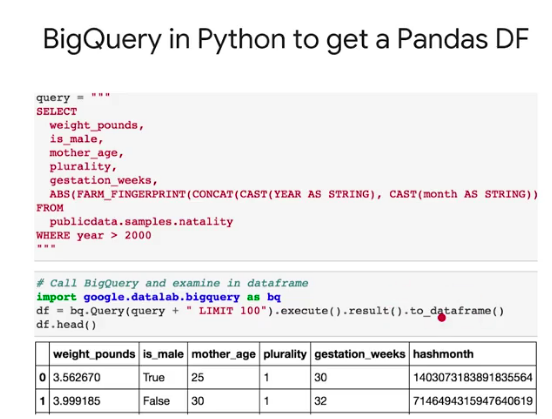 BigQuery in Python to get a Pandas DF
query = """
SELECT
weight_pounds,
is_male,
mother_age,
plurality,
gestation_weeks,
ABS(FARM_FINGERPRINT(CONCAT(CAST(YEAR AS STRING), CAST(month AS STRING))
FROM
publicdata.samples.natality
WHERE year > 2000
"""
# Call BigQuery and examine in dataframe
import google.datalab.bigquery as bq
df = bq.Query(query + " LIMIT 100").execute().result().to_dataframe()
df.head()
weight_pounds is_male mother_age plurality gestation_weeks hashmonth
0 3.562670 True 25 1 30 1403073183891835564
1 3.999185 False 30 1 32 7146494315947640619